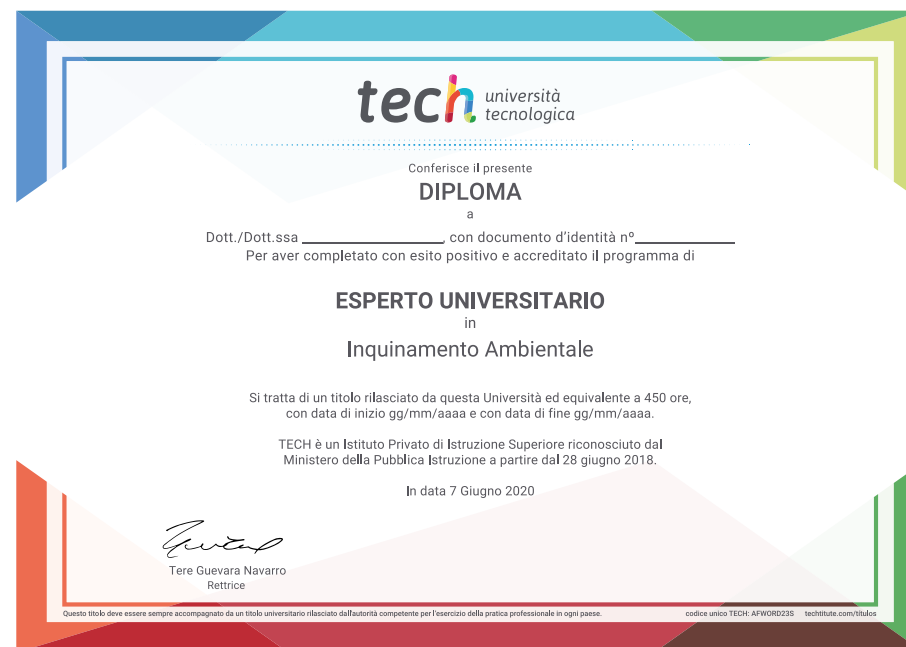 tech università
tecnologica
Conferisce il presente
DIPLOMA
a
Dott./Dott.ssa _________________, con documento d'identità nº____________
Per aver completato con esito positivo e accreditato il programma di
ESPERTO UNIVERSITARIO
in
Inquinamento Ambientale
Si tratta di un titolo rilasciato da questa Università ed equivalente a 450 ore,
con data di inizio gg/mm/aaaa e con data di fine gg/mm/aaaa.
TECH è un Istituto Privato di Istruzione Superiore riconosciuto dal
Ministero della Pubblica Istruzione a partire dal 28 giugno 2018.
In data 7 Giugno 2020
Tere Guevara Navarro
Rettrice
Questo titolo deve essere sempre accompagnato da un titolo universitario rilasciato dall'autorità competente per l'esercizio della pratica professionale in ogni paese. codice unico TECH: AFWORD23S techtitute.com/titulos